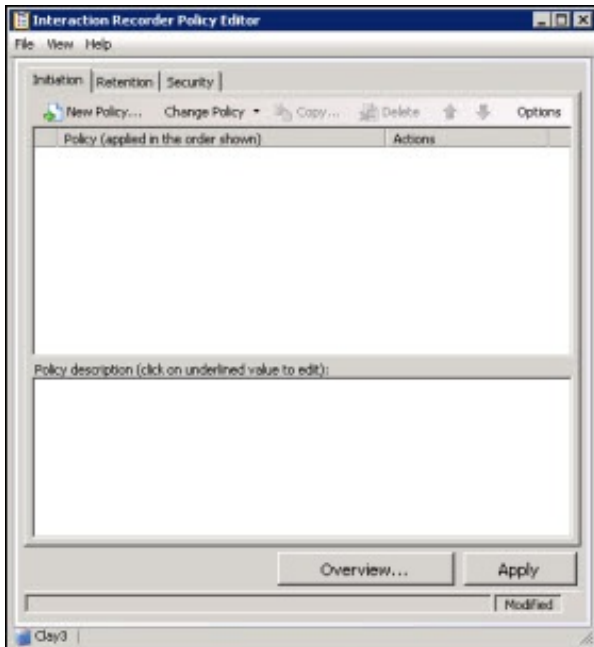 Interaction Recorder Policy Editor
File View Help
Initiation Retention Security
New Policy... Change Policy Copy... Delete Options
Policy (applied in the order shown) Actions
Policy description (click on underlined value to edit):
Overview... Apply
Modified
Clay3